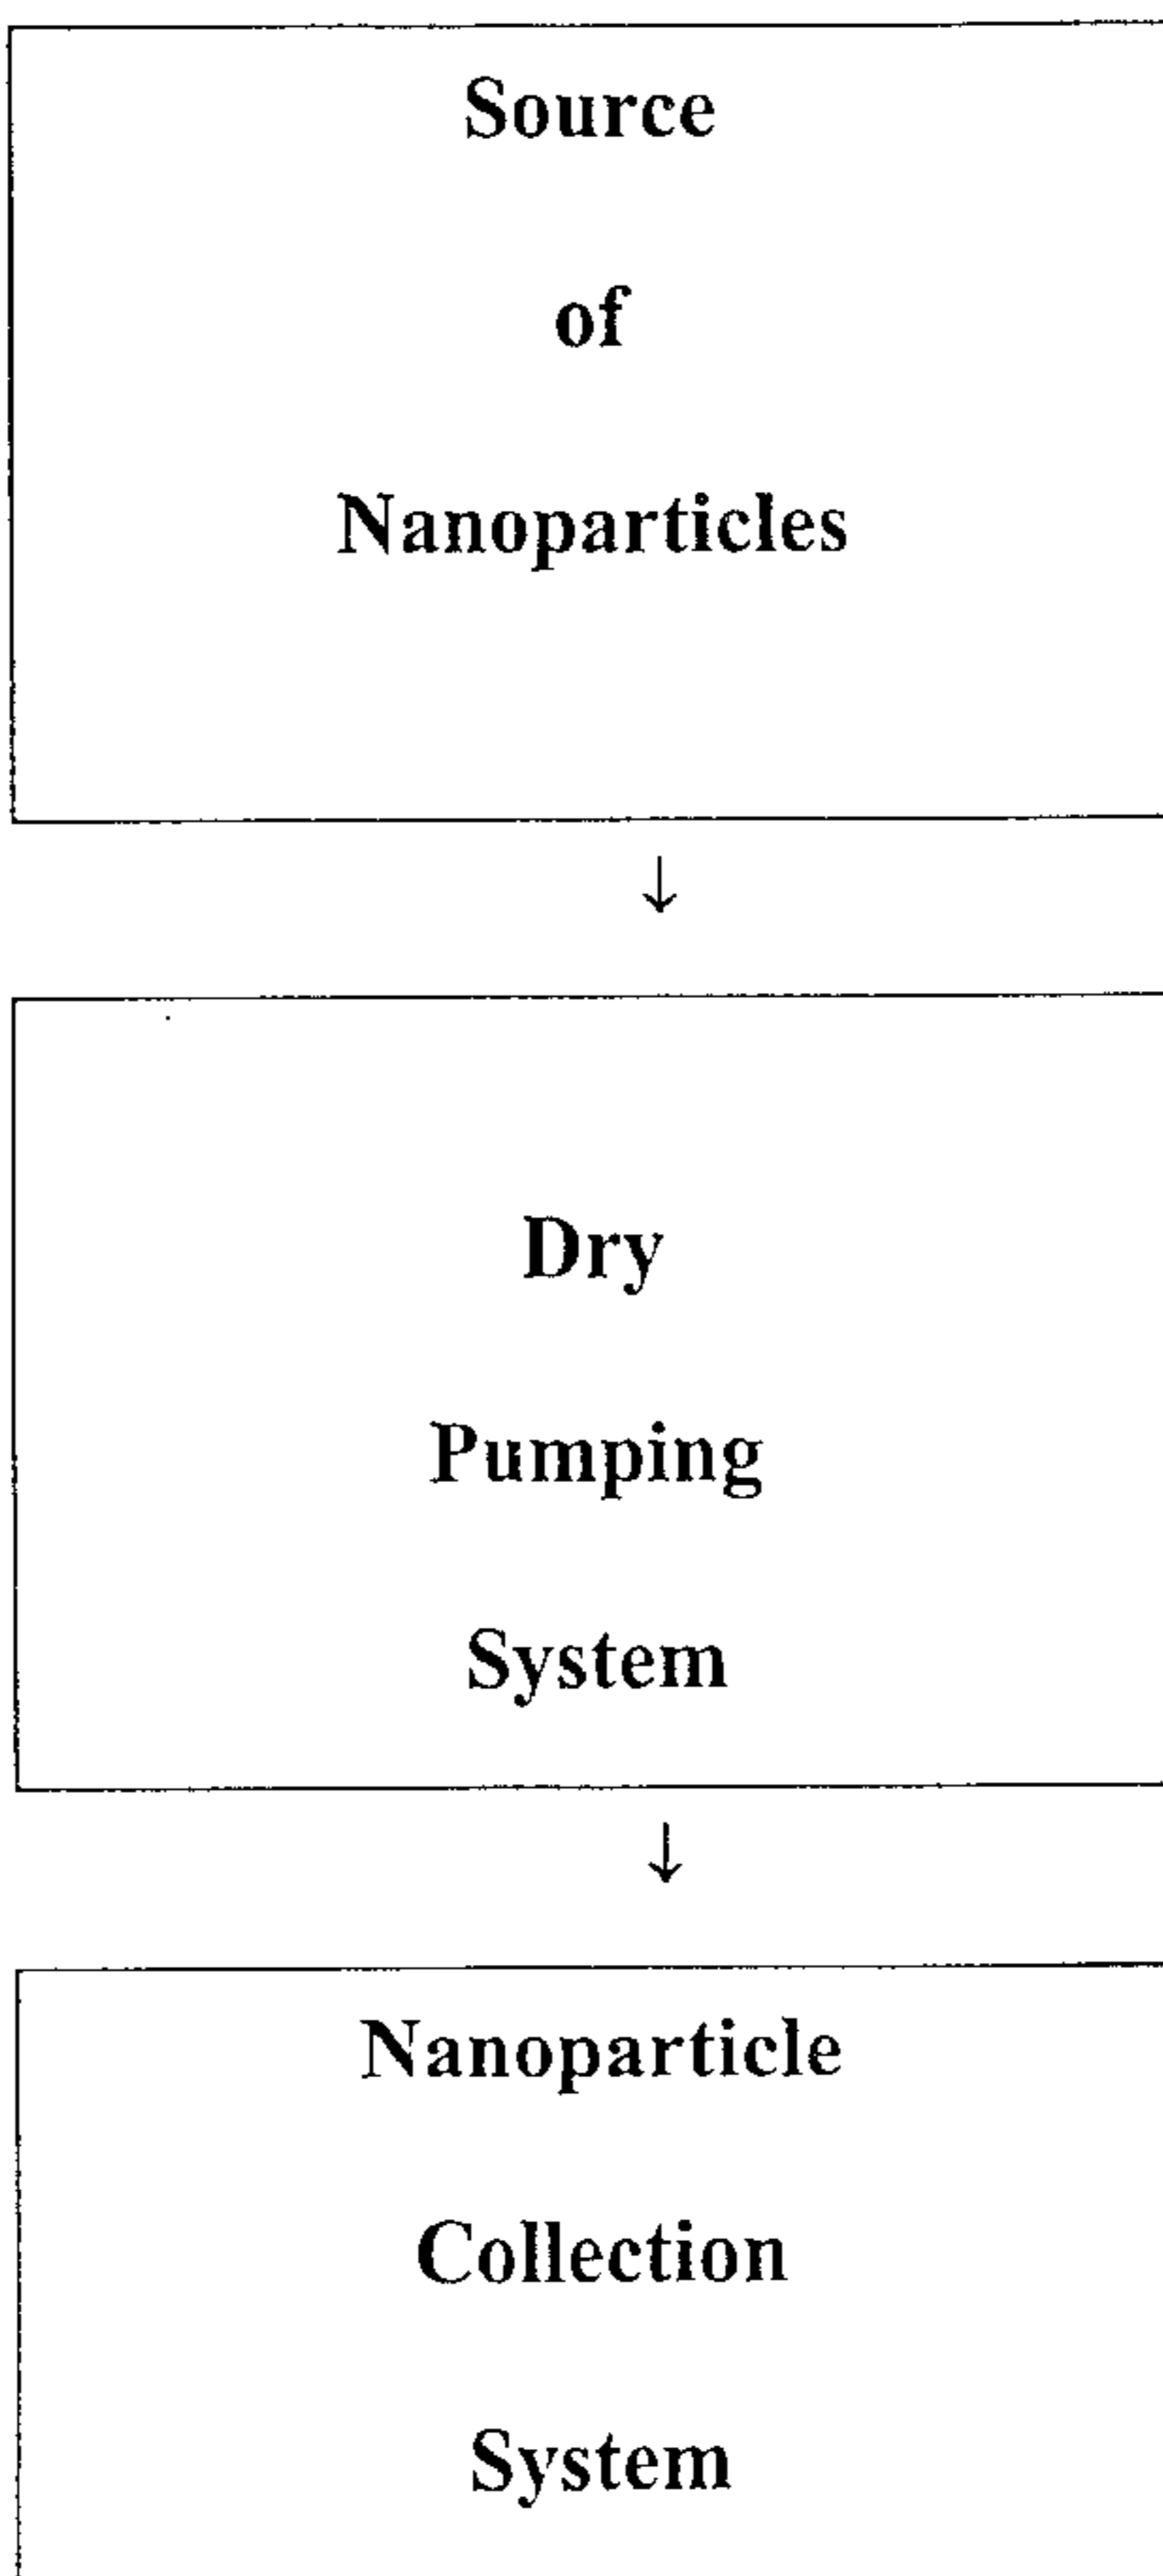 Source
of
Nanoparticles
↓
Dry
Pumping
System
↓
Nanoparticle
Collection
System